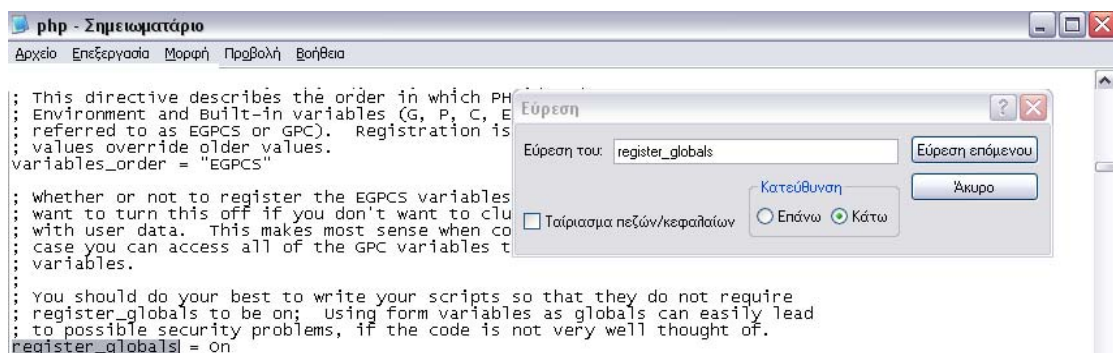 php - Σημειωματάριο
Αρχείο Επεξεργασία Μορφή Προβολή Βοήθεια
; This directive describes the order in which PH
; Environment and Built-in variables (G, P, C, E
; referred to as EGPCS or GPC). Registration is
; values override older values.
variables_order = "EGPCS"
; Whether or not to register the EGPCS variables
; want to turn this off if you don't want to clu
; with user data. This makes most sense when co
; case you can access all of the GPC variables t
; variables.
;
; You should do your best to write your scripts so that they do not require
; register_globals to be on; Using form variables as globals can easily lead
; to possible security problems, if the code is not very well thought of.
register_globals = On
Εύρεση
Εύρεση του: register_globals
Εύρεση επόμενου
Κατεύθυνση
Άκυρο
Ταίριασμα πεζών/κεφαλαίων
Επάνω Κάτω